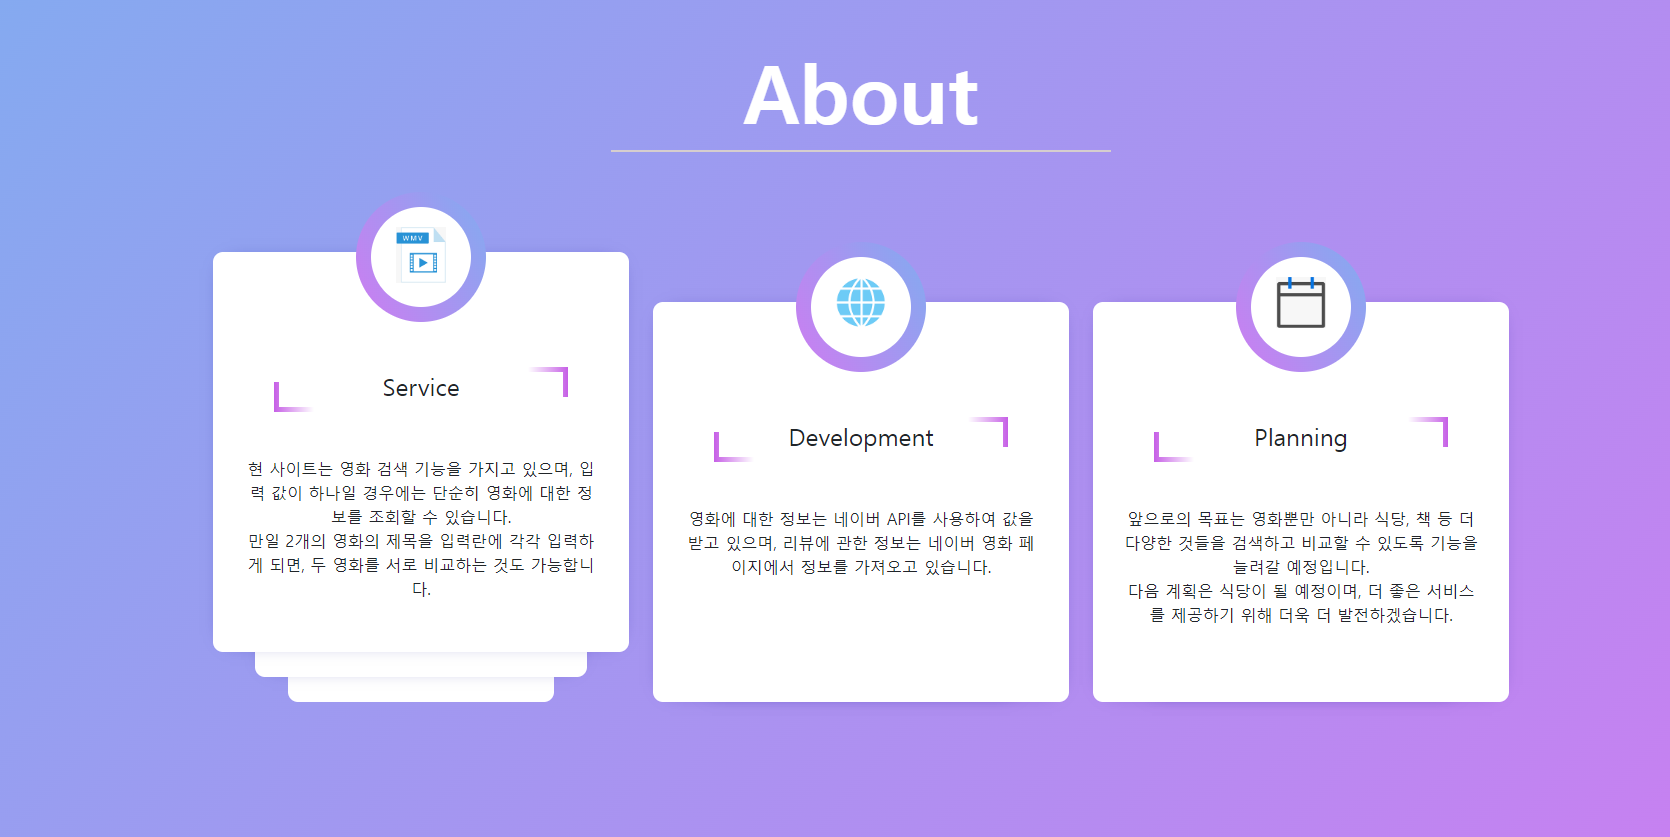 About
WMV
Service
현 사이트는 영화 검색 기능을 가지고 있으며, 입
력 값이 하나일 경우에는 단순히 영화에 대한 정
보를 조회할 수 있습니다.
만일 2개의 영화의 제목을 입력란에 각각 입력하
게 되면, 두 영화를 서로 비교하는 것도 가능합니
다.
Development
영화에 대한 정보는 네이버 API를 사용하여 값을
받고 있으며, 리뷰에 관한 정보는 네이버 영화 페
이지에서 정보를 가져오고 있습니다.
Planning
앞으로의 목표는 영화뿐만 아니라 식당, 책 등 더
다양한 것들을 검색하고 비교할 수 있도록 기능을
늘려갈 예정입니다.
다음 계획은 식당이 될 예정이며, 더 좋은 서비스
를 제공하기 위해 더욱 더 발전하겠습니다.